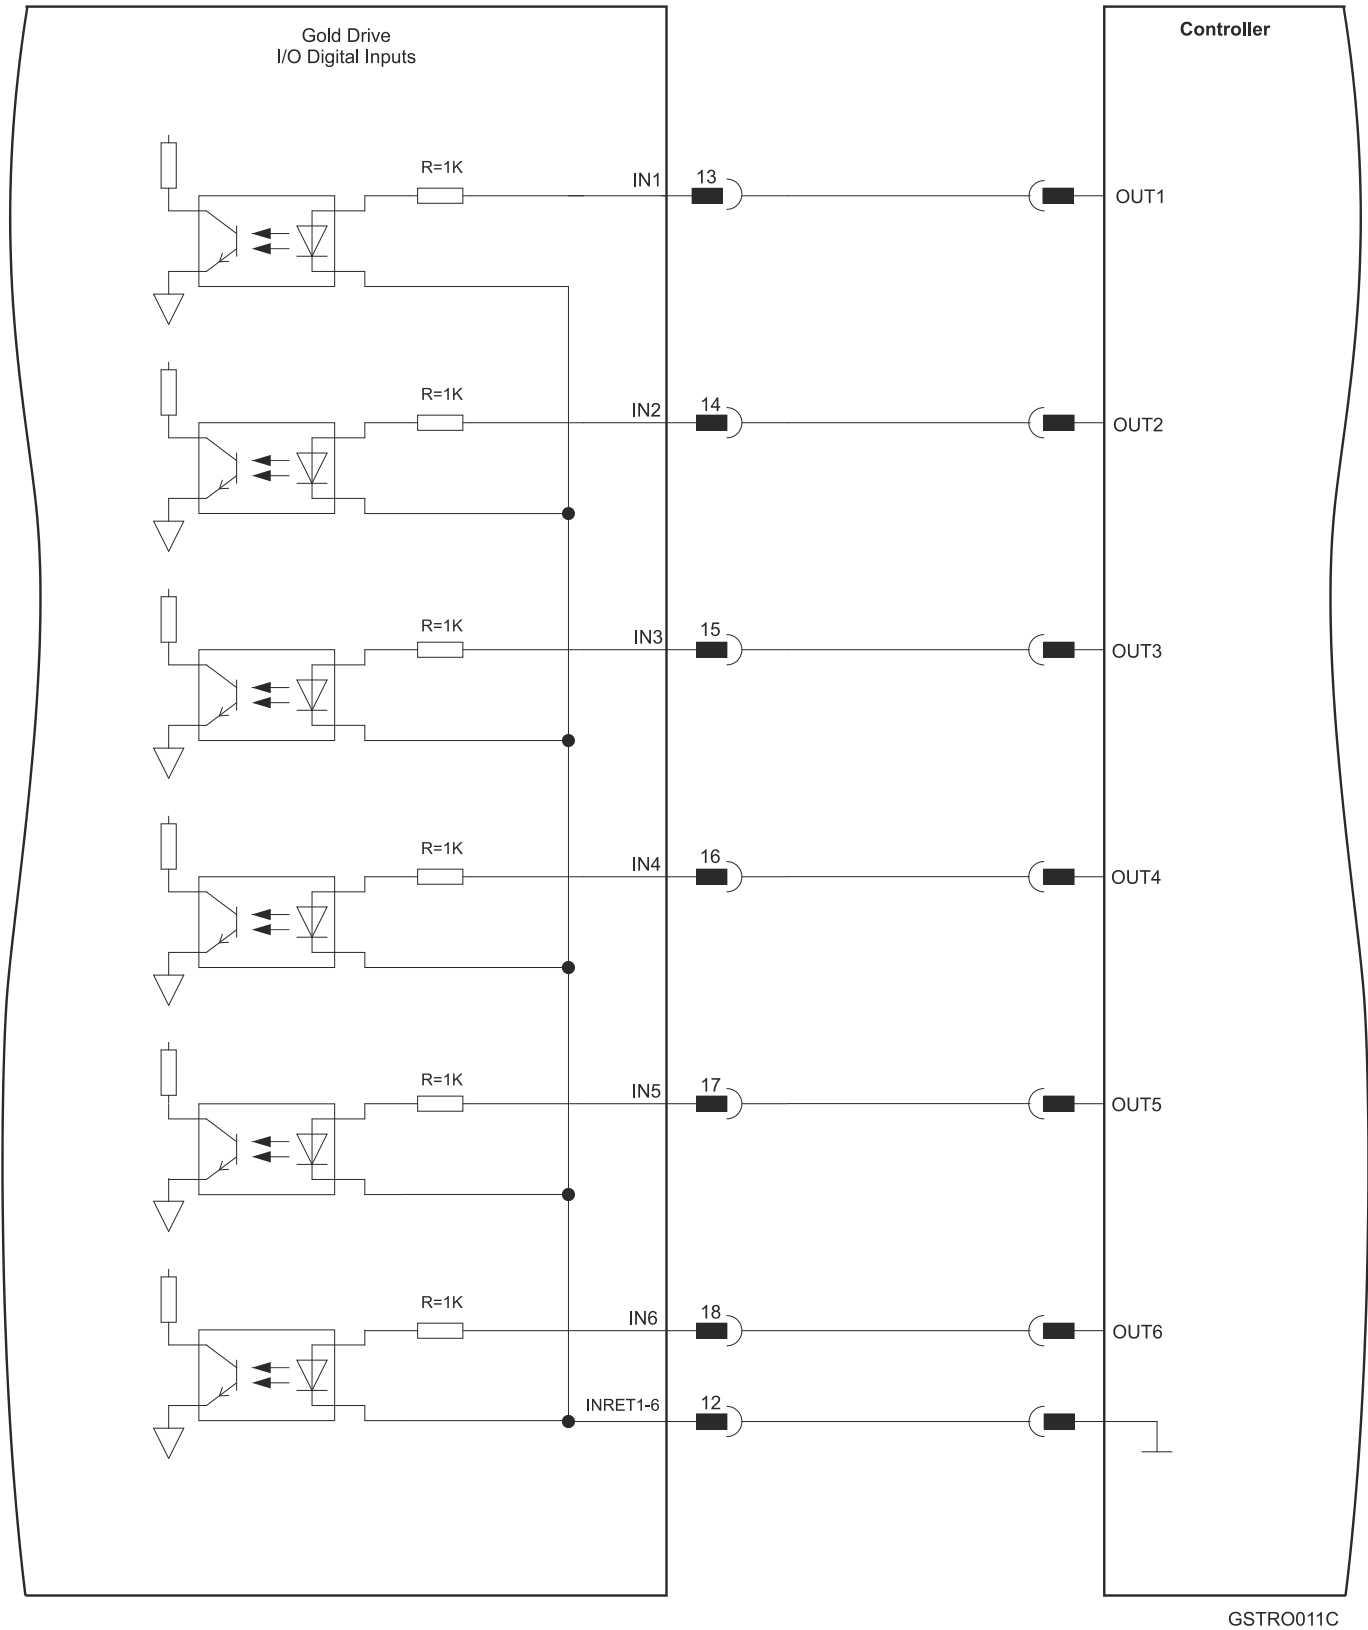 Gold Drive
I/O Digital Inputs
Controller
R=1K
IN1
13
OUT1
R=1K
IN2
14
OUT2
R=1K
IN3
15
OUT3
R=1K
IN4
16
OUT4
R=1K
IN5
17
OUT5
R=1K
IN6
18
OUT6
INRET1-6
12
GSTRO011C